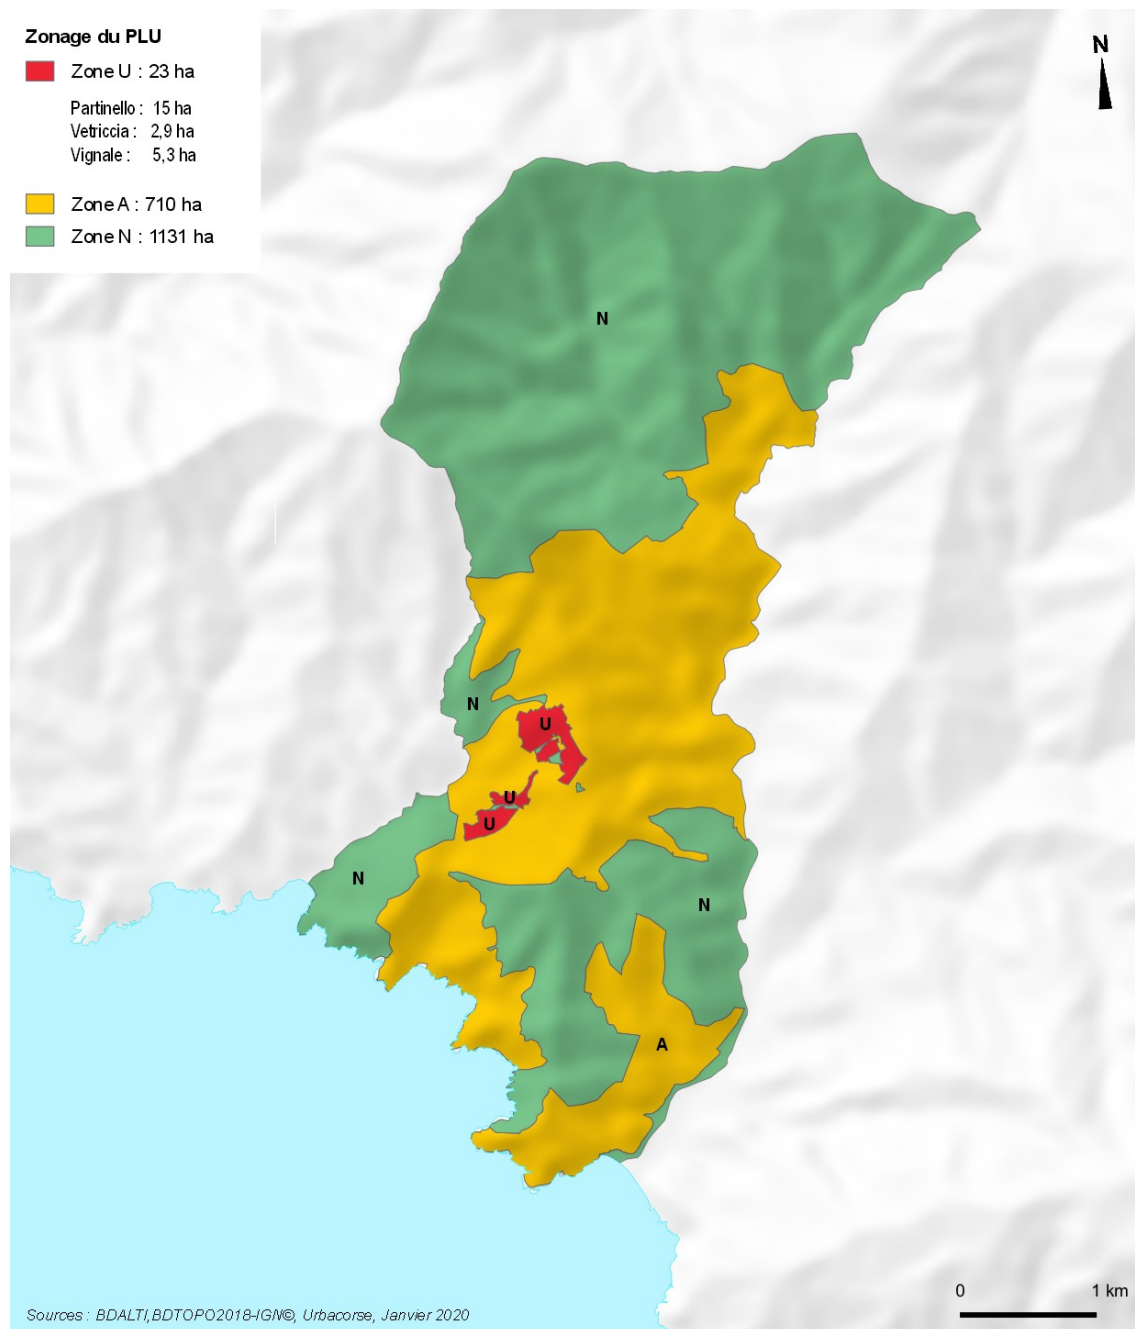 Zonage du PLU
Zone U : 23 ha
Partinello : 15 ha
Vetriccia : 2,9 ha
Vignale : 5,3 ha
Zone A : 710 ha
Zone N : 1131 ha
N
N
N
U
U
U
N
N
A
0 1 km
Sources : BDALTI,BDTOPO2018-IGN©, Urbacorse, Janvier 2020